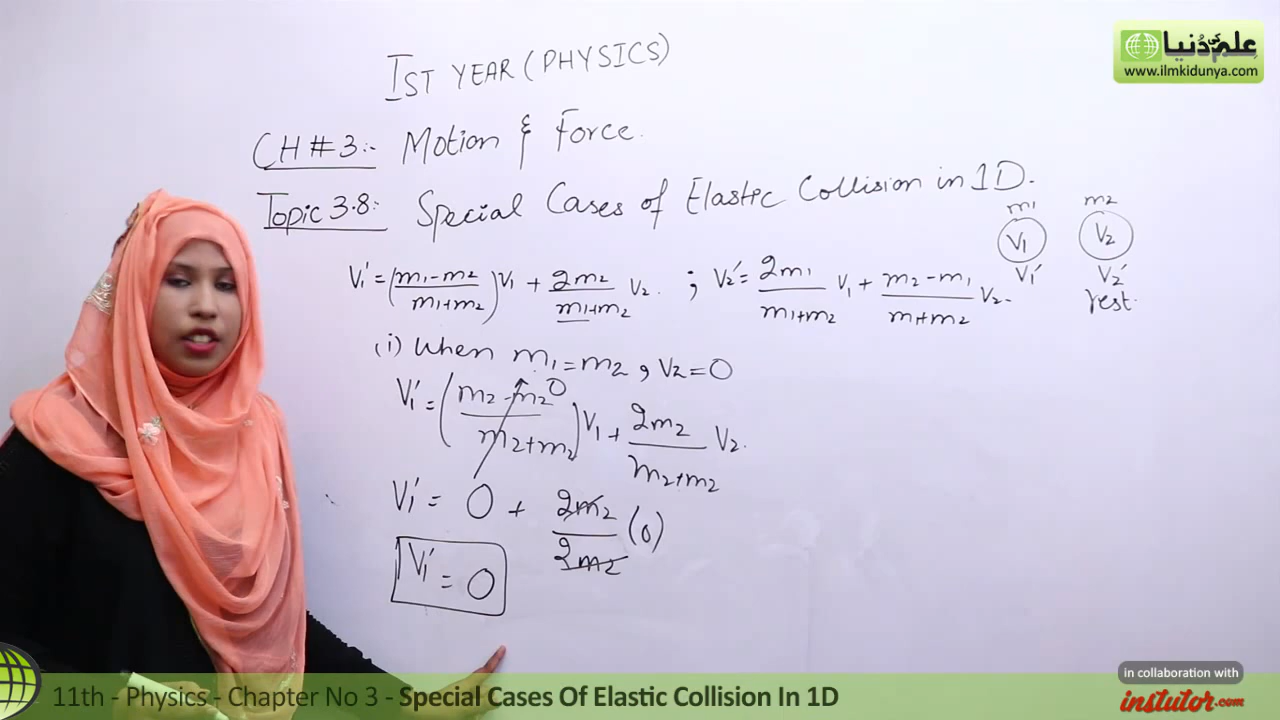 علم کی دنیا
www.ilmkidunya.com
IST YEAR (PHYSICS)
CH # 3:- Motion & Force.
Topic 3.8: Special Cases of Elastic Collision in 1D.
m1 m2
V1 V2
V1' V2'
rest.
V1' = (m1-m2/m1+m2) V1 + 2m2/m1+m2 V2. ; V2' = 2m1/m1+m2 V1 + m2-m1/m1+m2 V2.
(i) When m1=m2, V2=0
V1' = (m2-m2/m2+m2) V1 + 2m2/m2+m2 V2.
0
V1' = 0 + 2m2/2m2 (0)
V1' = 0
11th - Physics - Chapter No 3 - Special Cases Of Elastic Collision In 1D
in collaboration with
instutor.com